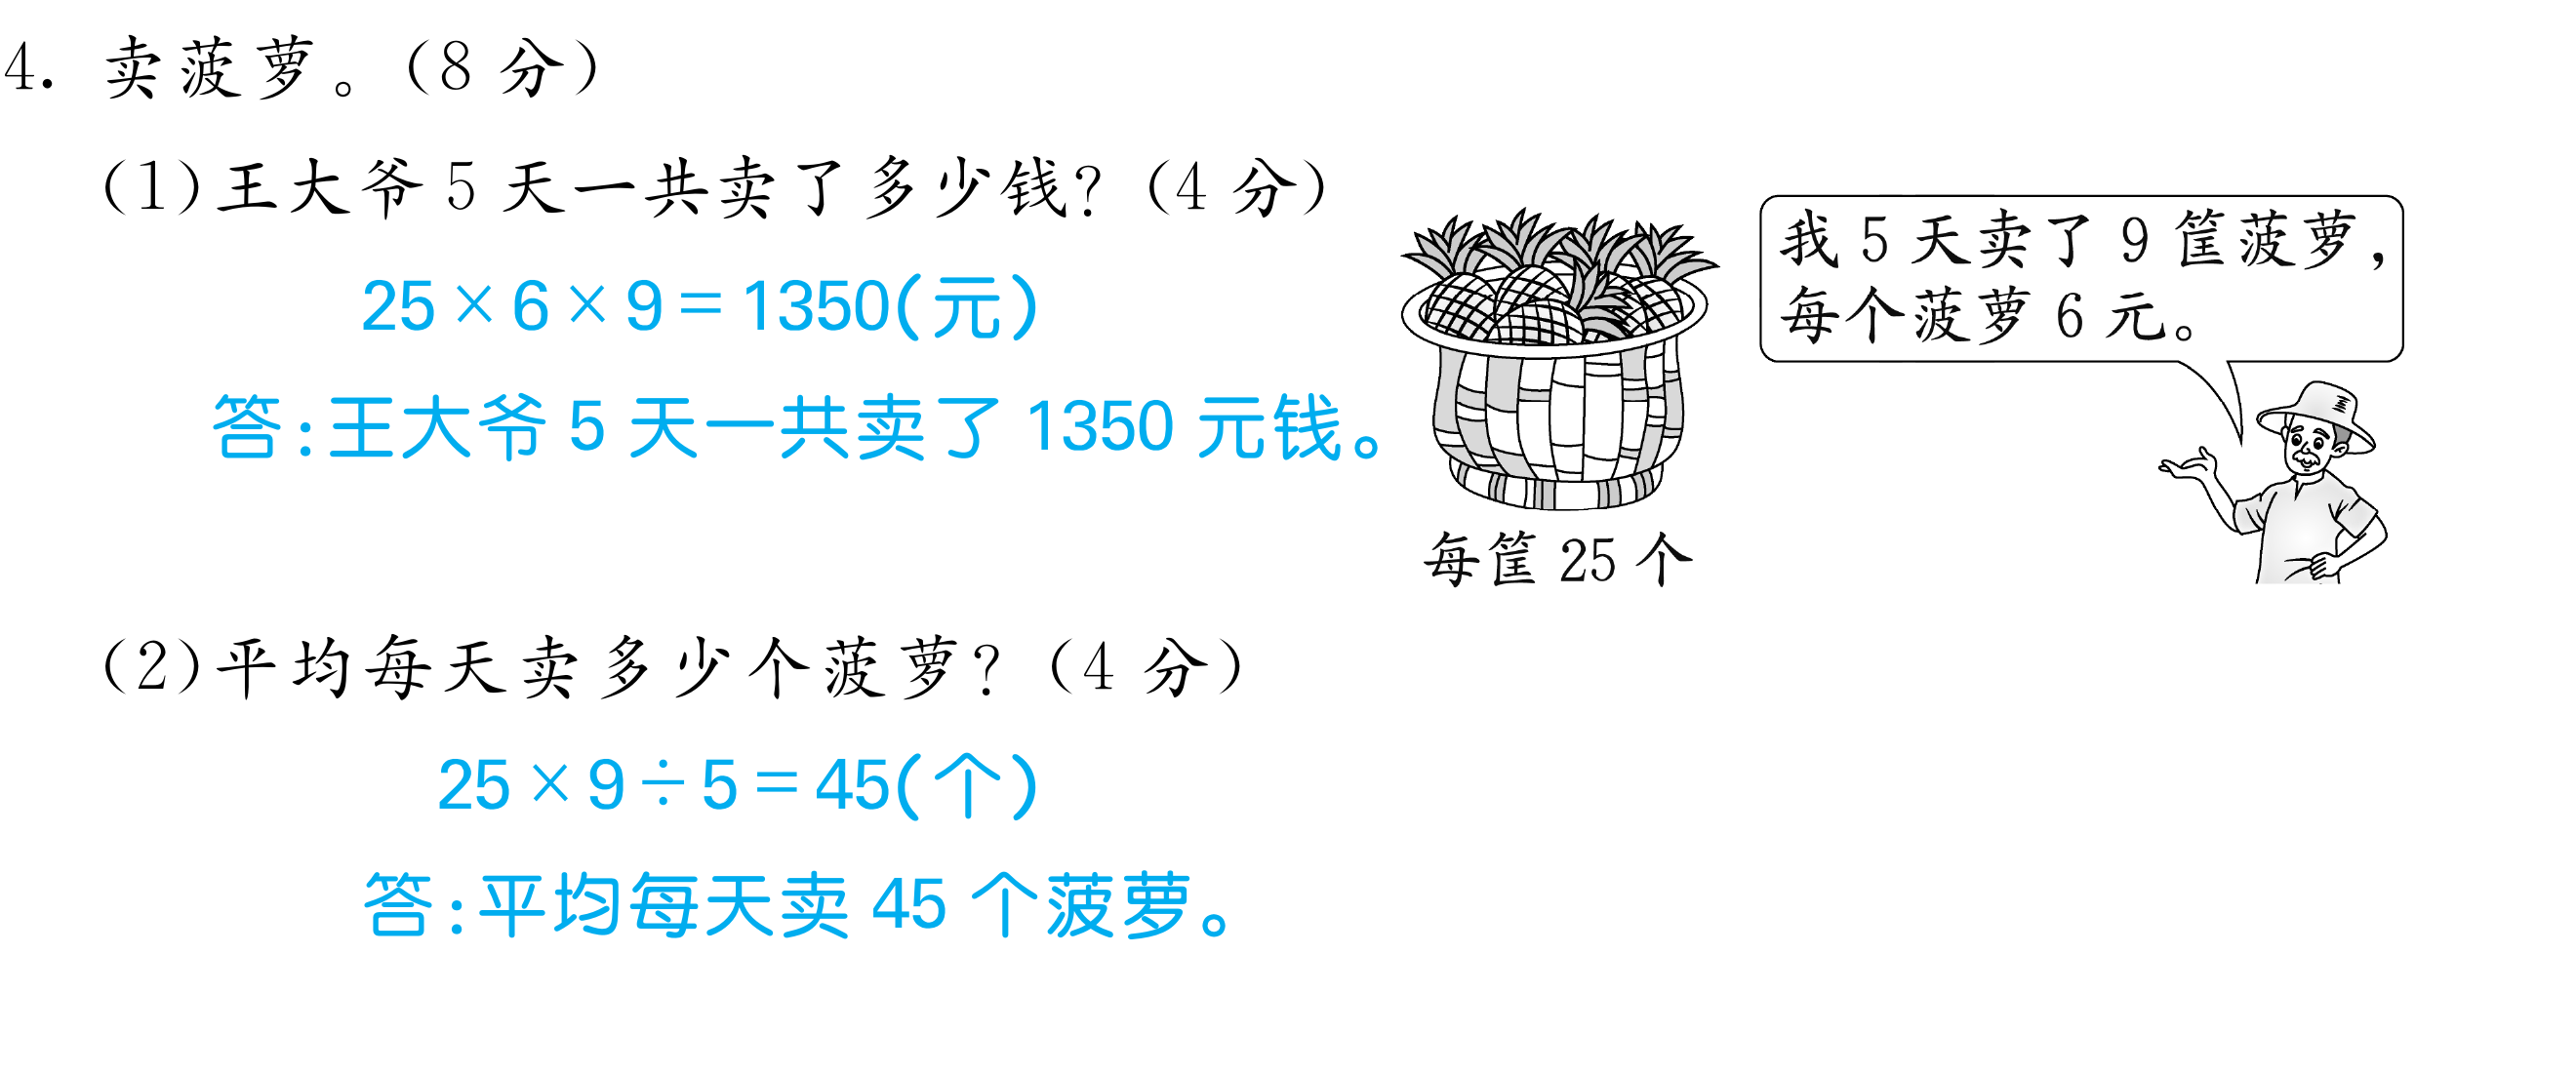 4. 卖菠萝。(8 分)
(1)王大爷 5 天一共卖了多少钱?(4 分)
25×6×9=1350(元)
答:王大爷 5 天一共卖了 1350 元钱。
我 5 天卖了 9 筐菠萝,
每个菠萝 6 元。
每筐 25 个
(2)平均每天卖多少个菠萝?(4 分)
25×9÷5=45(个)
答:平均每天卖 45 个菠萝。